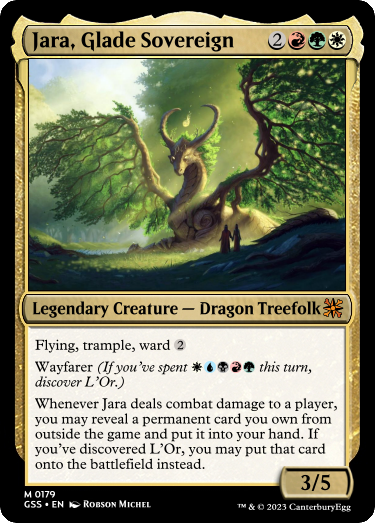 Jara, Glade Sovereign 2
Legendary Creature — Dragon Treefolk
Flying, trample, ward 2
Wayfarer (If you've spent this turn,
discover L'Or.)
Whenever Jara deals combat damage to a player,
you may reveal a permanent card you own from
outside the game and put it into your hand. If
you've discovered L'Or, you may put that card
onto the battlefield instead.
3/5
M 0179
GSS • EN Robson Michel
™ & © 2023 CanterburyEgg